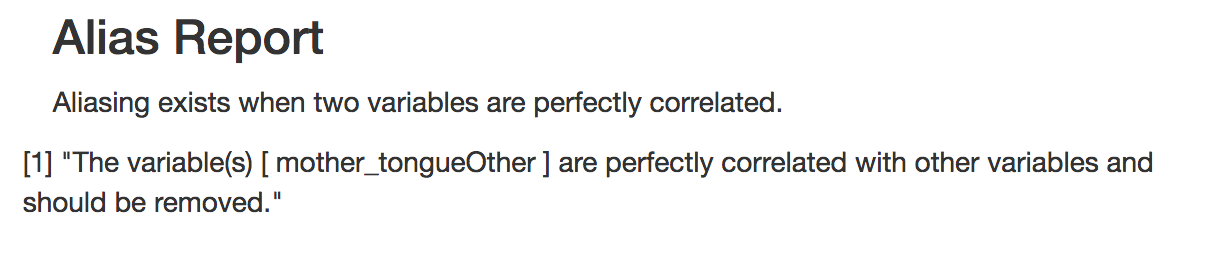 Alias Report
Aliasing exists when two variables are perfectly correlated.
[1] "The variable(s) [ mother_tongueOther ] are perfectly correlated with other variables and
should be removed."